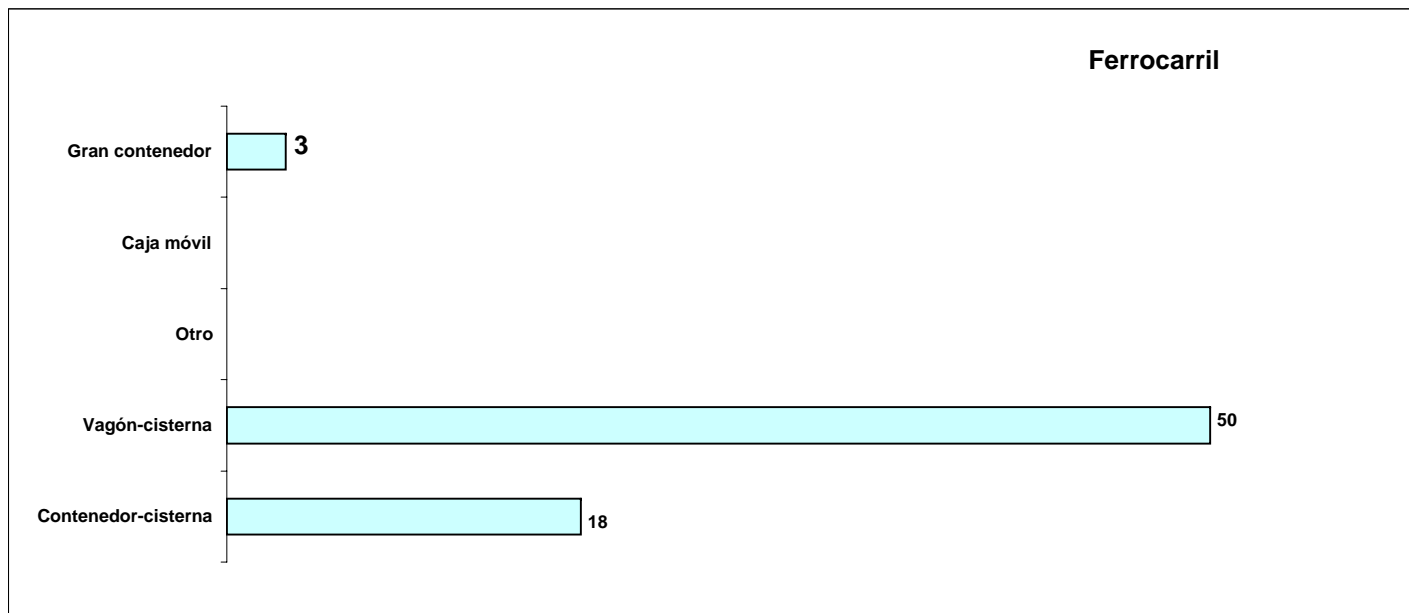 Ferrocarril
Gran contenedor 3
Caja móvil
Otro
Vagón-cisterna 50
Contenedor-cisterna 18